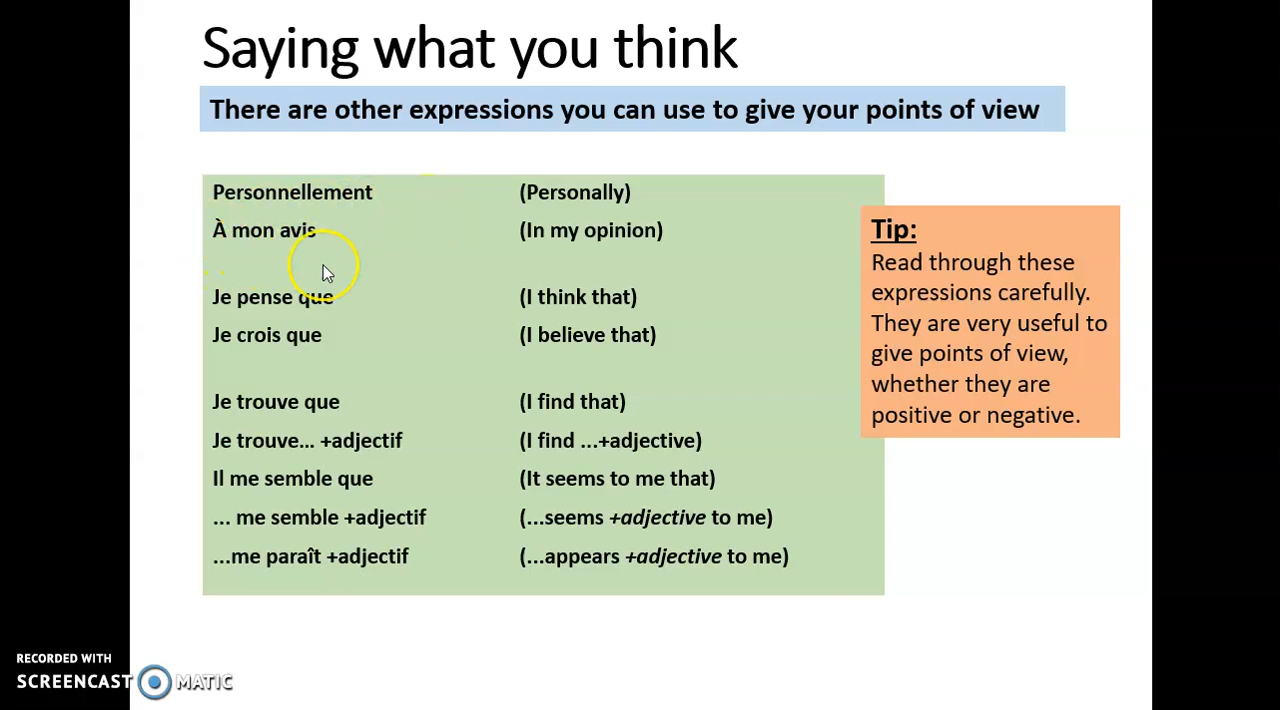 Saying what you think
There are other expressions you can use to give your points of view
Personnellement (Personally)
À mon avis (In my opinion)
Je pense que (I think that)
Je crois que (I believe that)
Je trouve que (I find that)
Je trouve... +adjectif (I find ...+adjective)
Il me semble que (It seems to me that)
... me semble +adjectif (...seems +adjective to me)
...me paraît +adjectif (...appears +adjective to me)
Tip:
Read through these
expressions carefully.
They are very useful to
give points of view,
whether they are
positive or negative.
RECORDED WITH
SCREENCAST MATIC